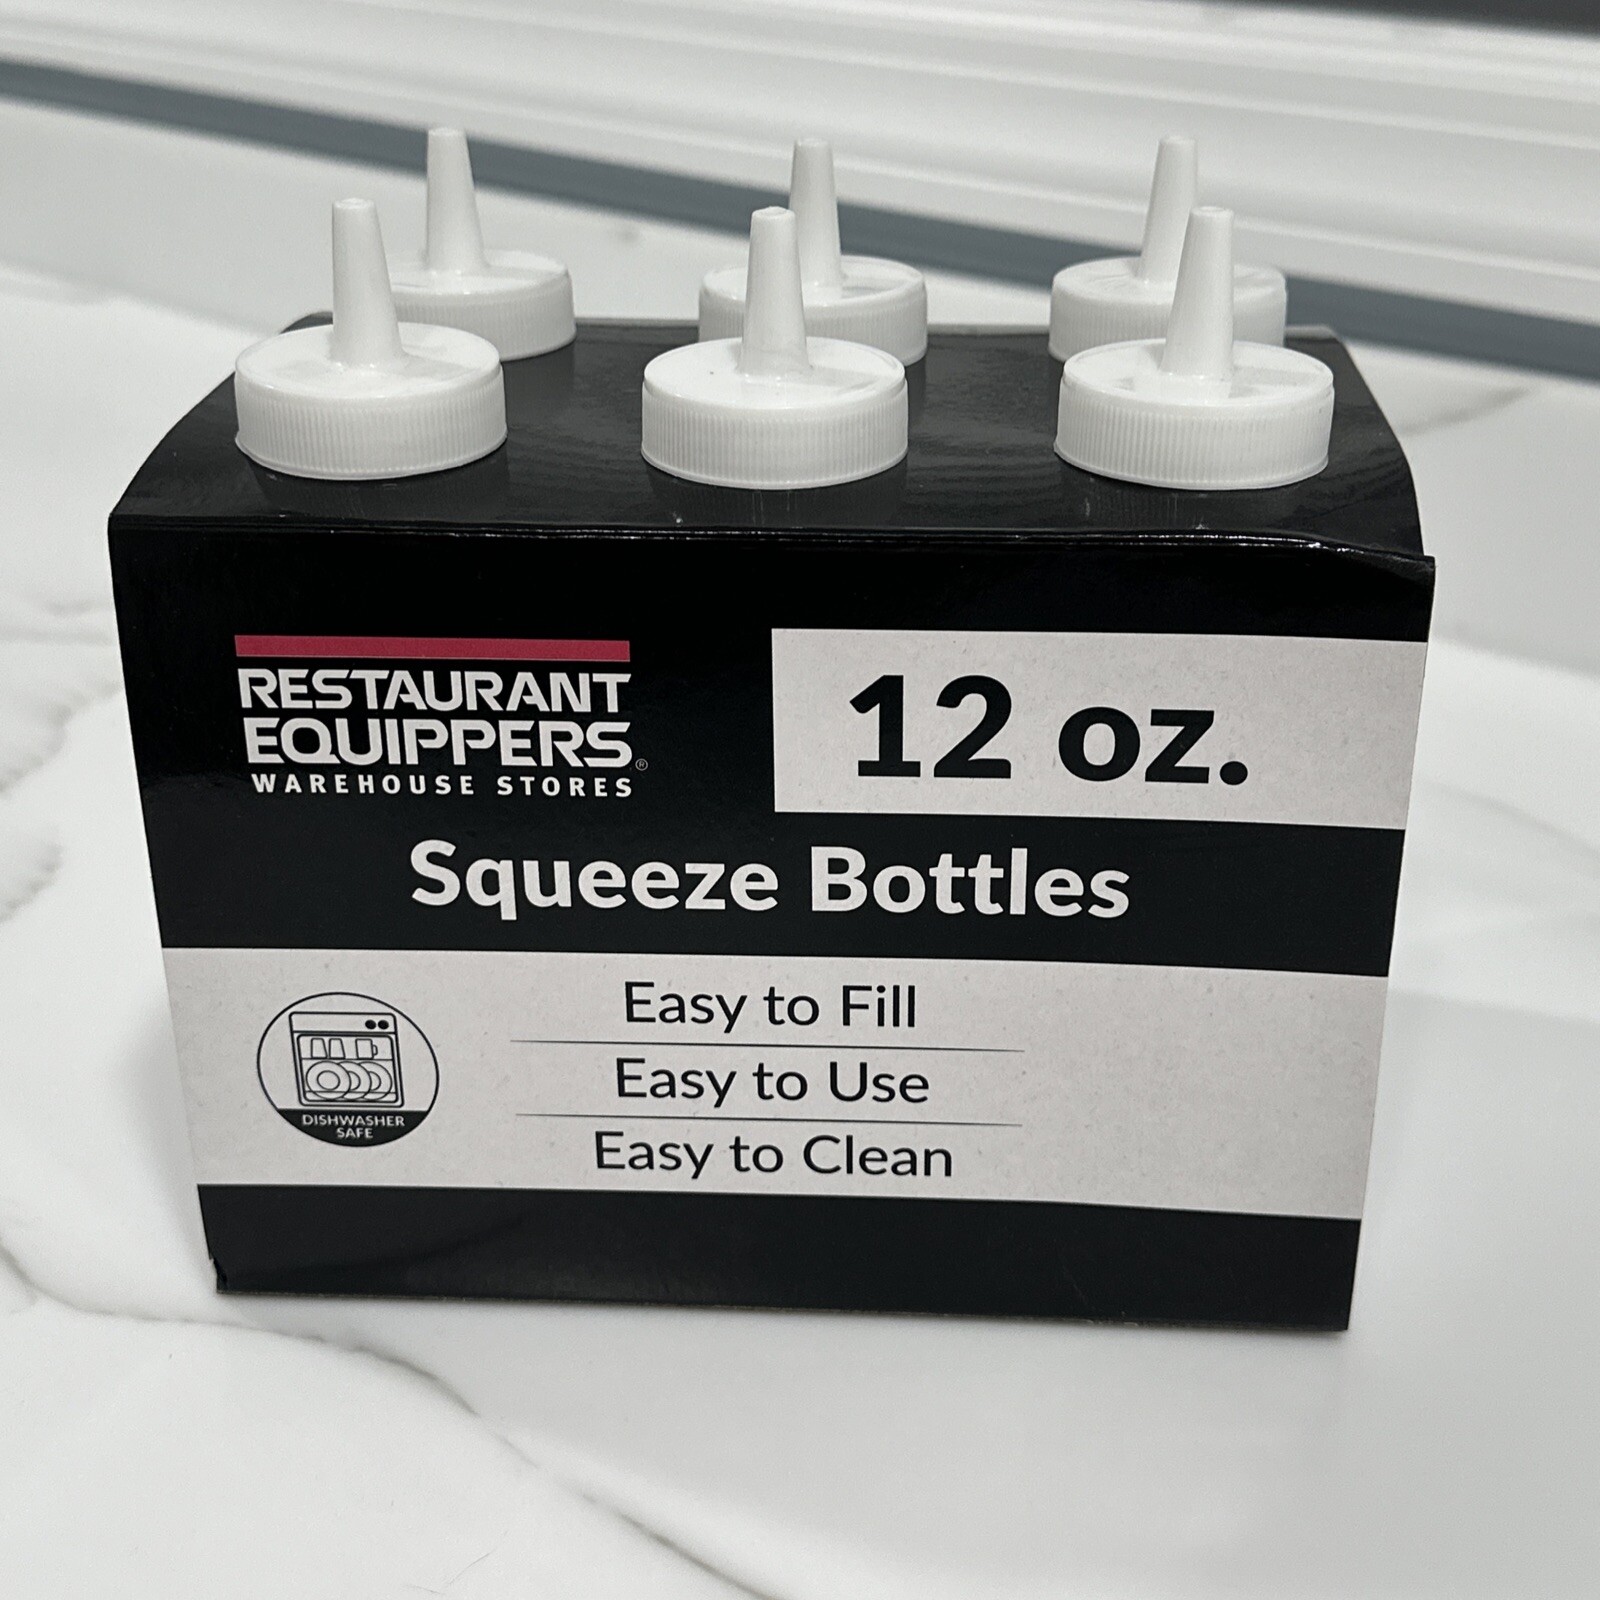 RESTAURANT
EQUIPPERS®
WAREHOUSE STORES
12 oz.
Squeeze Bottles
Easy to Fill
Easy to Use
Easy to Clean
DISHWASHER
SAFE